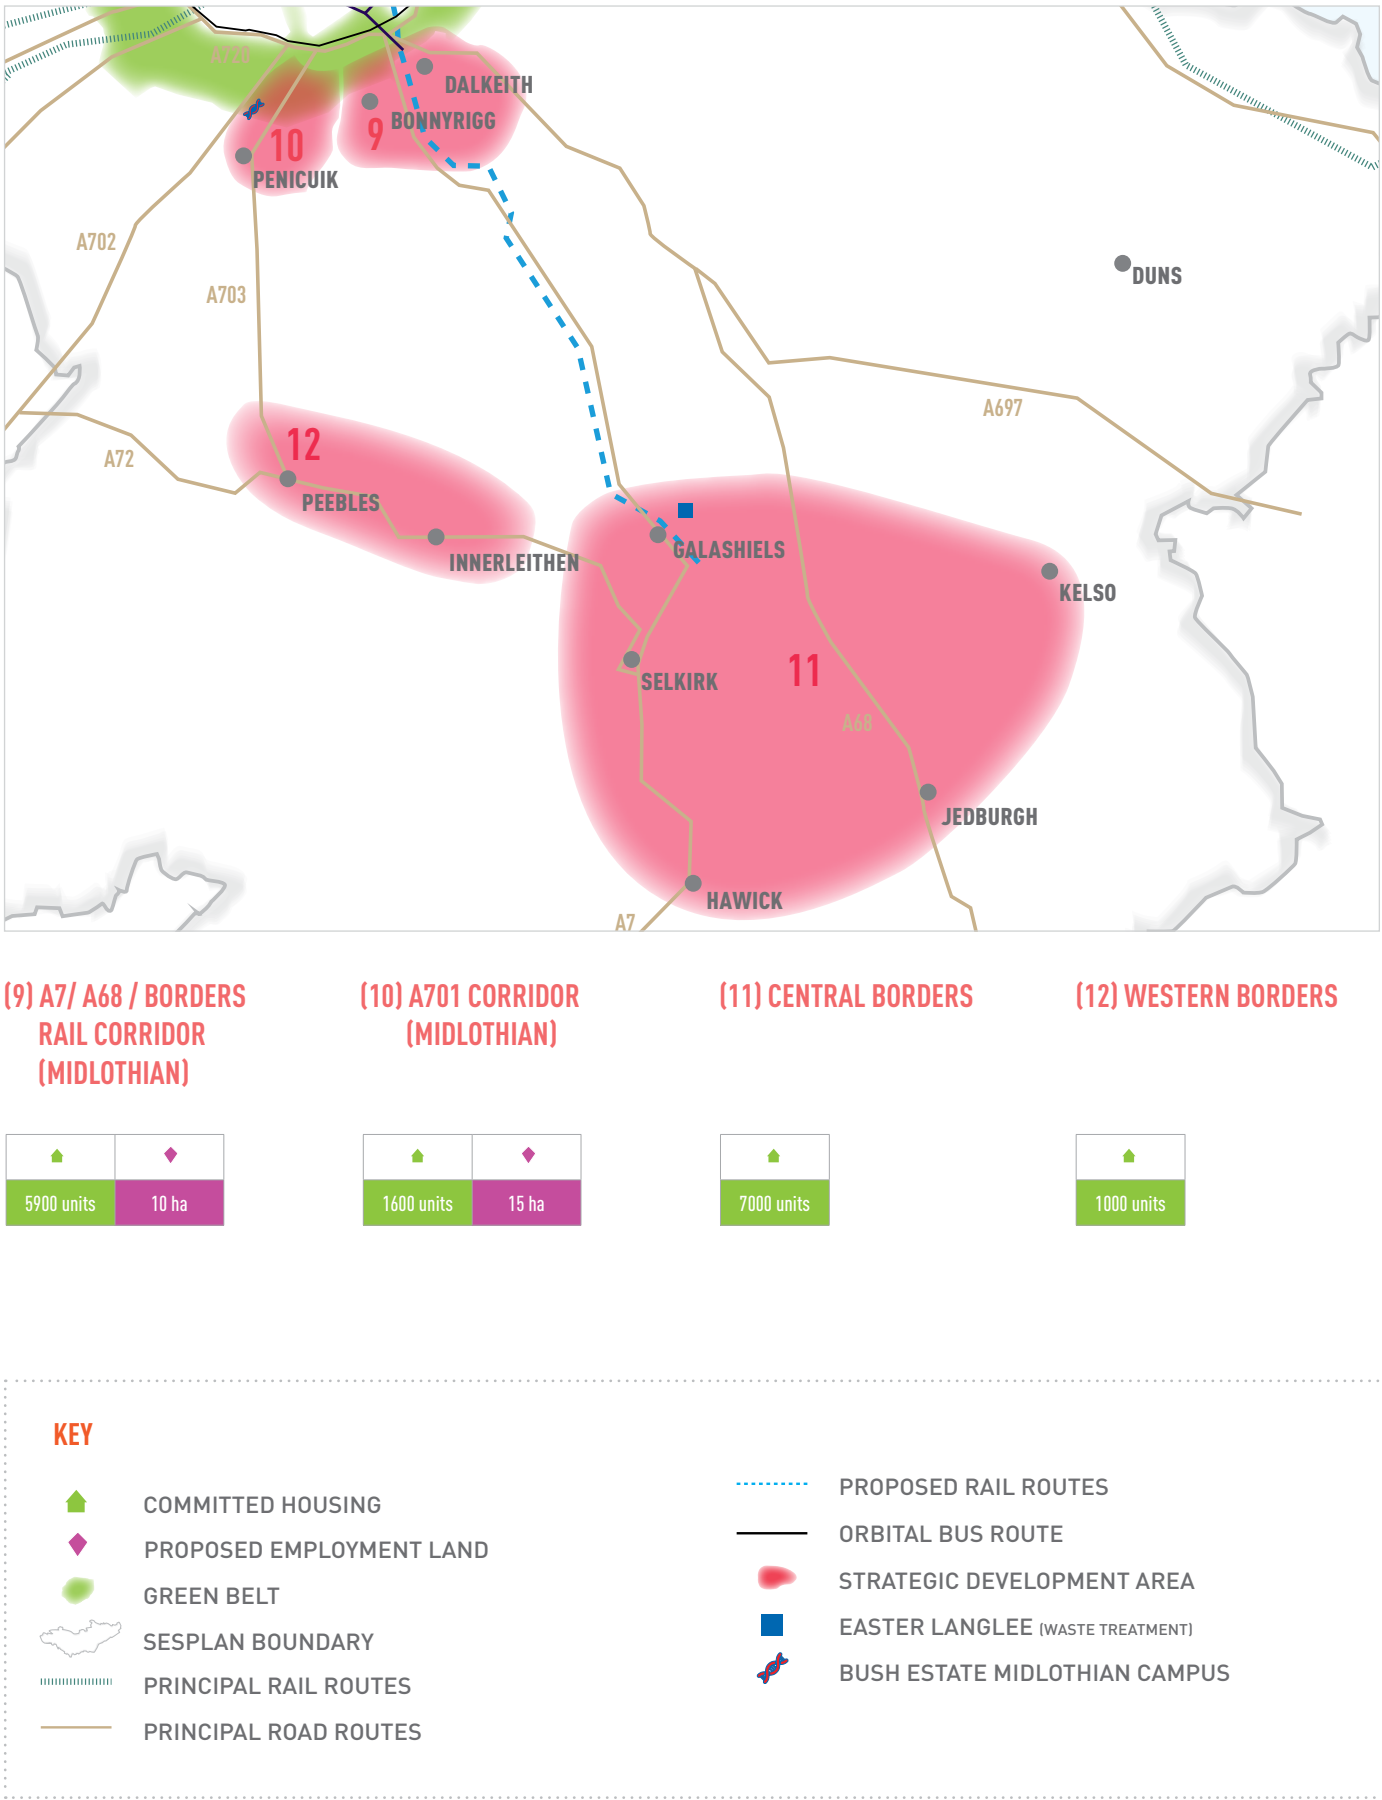 A720
DALKEITH
BONNYRIGG
9
10
PENICUIK
A702
A703
DUNS
A697
12
A72
PEEBLES
INNERLEITHEN
GALASHIELS
KELSO
11
SELKIRK
A68
JEDBURGH
HAWICK
A7
(9) A7/ A68 / BORDERS
RAIL CORRIDOR
(MIDLOTHIAN)
(10) A701 CORRIDOR
(MIDLOTHIAN)
(11) CENTRAL BORDERS
(12) WESTERN BORDERS
5900 units
10 ha
1600 units
15 ha
7000 units
1000 units
KEY
COMMITTED HOUSING
PROPOSED EMPLOYMENT LAND
GREEN BELT
SESPLAN BOUNDARY
PRINCIPAL RAIL ROUTES
PRINCIPAL ROAD ROUTES
PROPOSED RAIL ROUTES
ORBITAL BUS ROUTE
STRATEGIC DEVELOPMENT AREA
EASTER LANGLEE (WASTE TREATMENT)
BUSH ESTATE MIDLOTHIAN CAMPUS